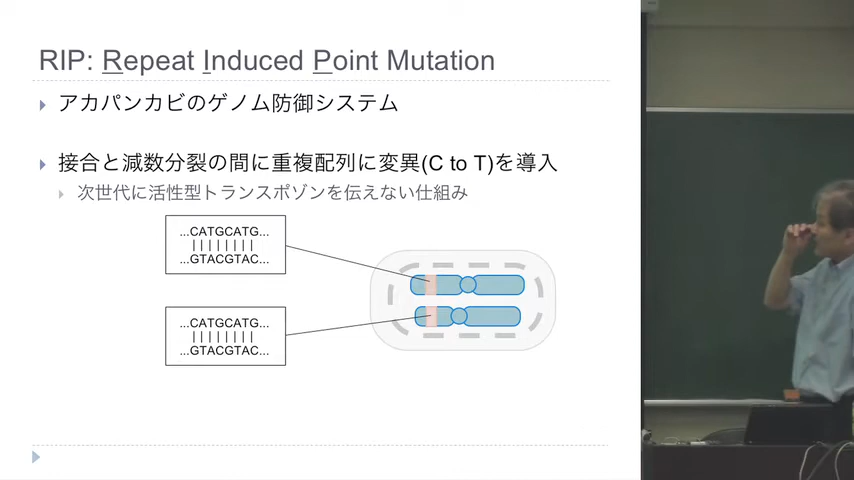 RIP: Repeat Induced Point Mutation
アカパンカビのゲノム防御システム
接合と減数分裂の間に重複配列に変異(C to T)を導入
次世代に活性型トランスポゾンを伝えない仕組み
...CATGCATG...
||||||||
...GTACGTAC...
...CATGCATG...
||||||||
...GTACGTAC...